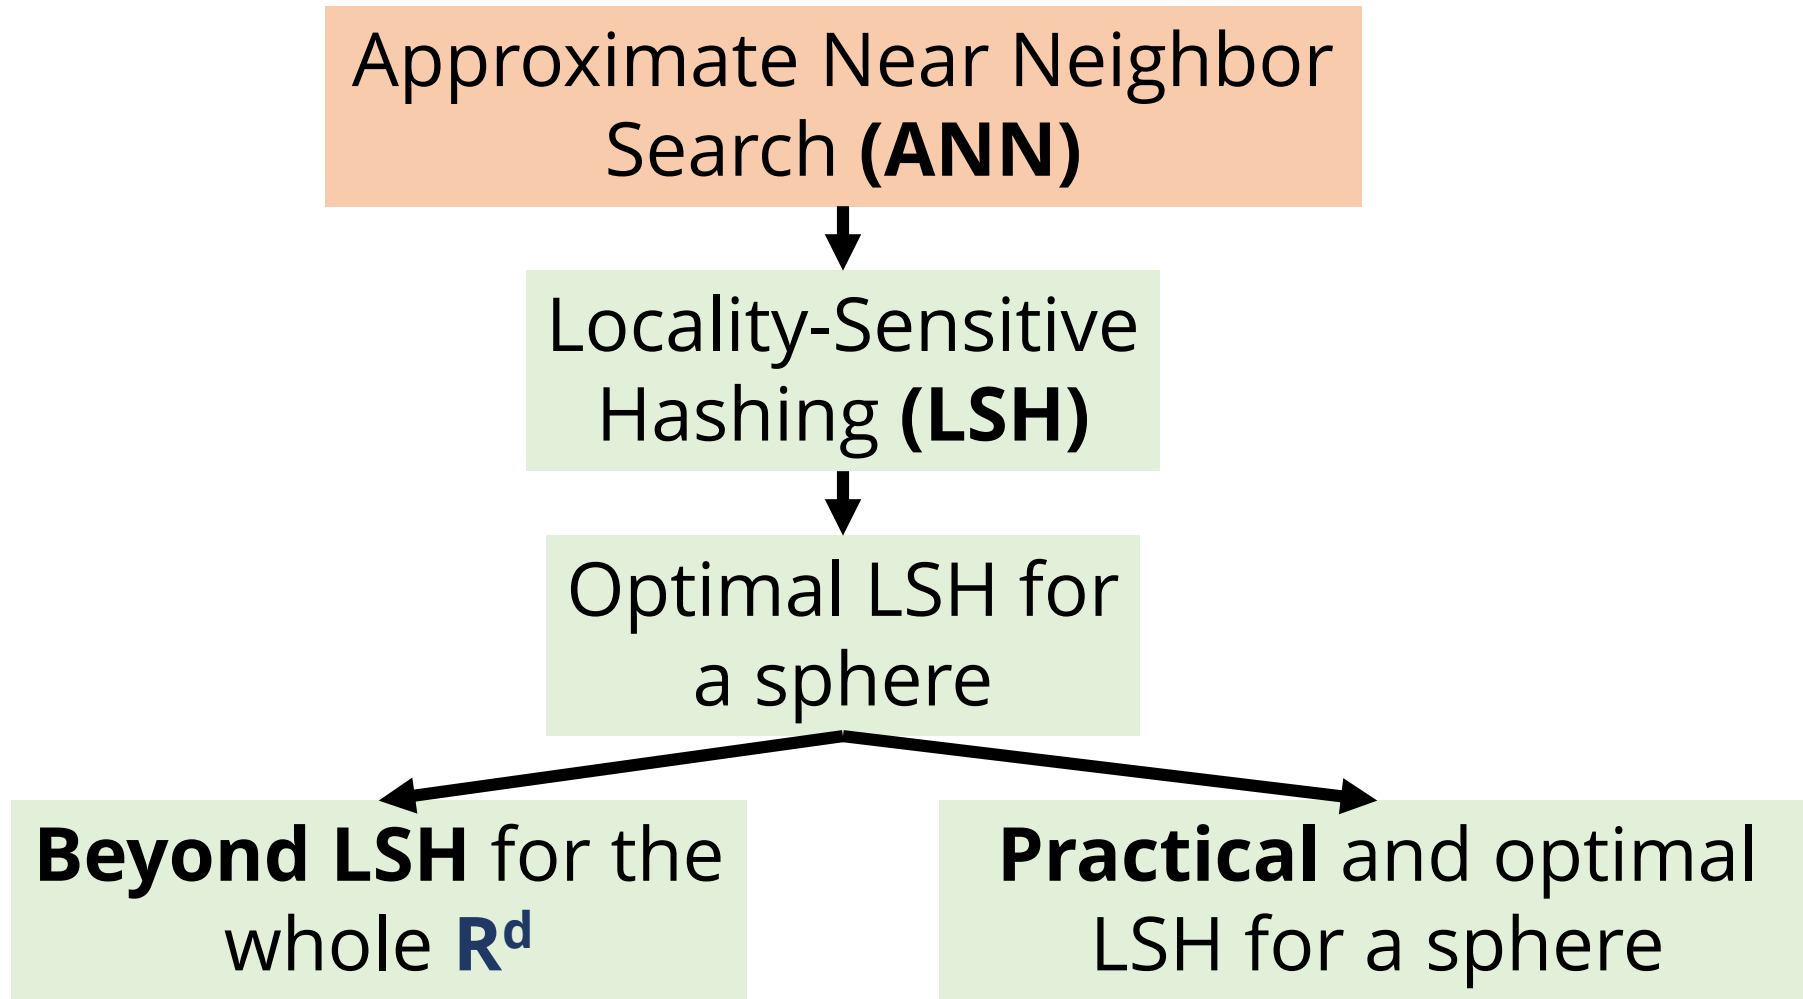 Approximate Near Neighbor
Search (ANN)
Locality-Sensitive
Hashing (LSH)
Optimal LSH for
a sphere
Beyond LSH for the
whole Rᵈ
Practical and optimal
LSH for a sphere